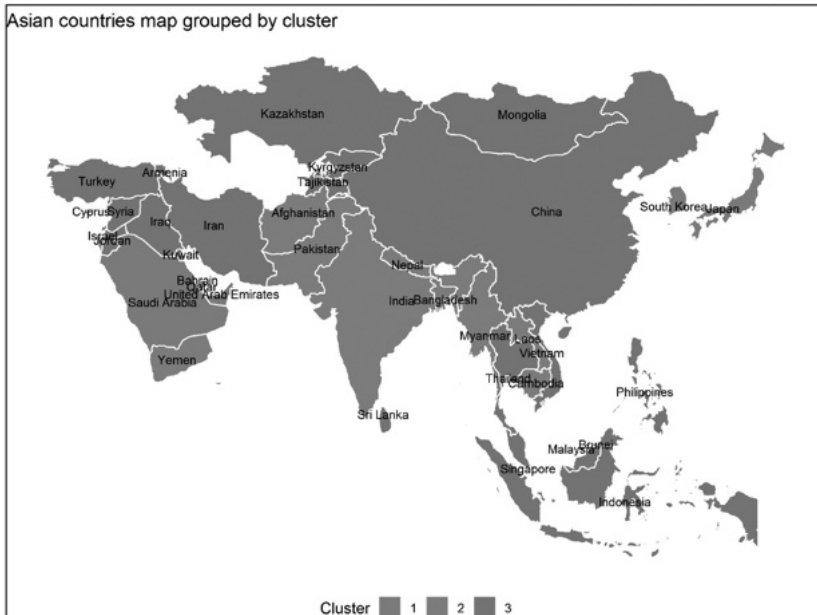 Asian countries map grouped by cluster
Kazakhstan
Mongolia
Kyrgyzstan
Armenia
Tajikistan
Turkey
Cyprus
Syria
South Korea
Japan
China
Afghanistan
Iraq
Iran
Israel
Jordan
Pakistan
Kuwait
Nepal
Bahrain
Qatar
United Arab Emirates
Saudi Arabia
India
Bangladesh
Myanmar
Laos
Vietnam
Yemen
Thailand
Cambodia
Philippines
Sri Lanka
Brunei
Malaysia
Singapore
Indonesia
Cluster 1 2 3